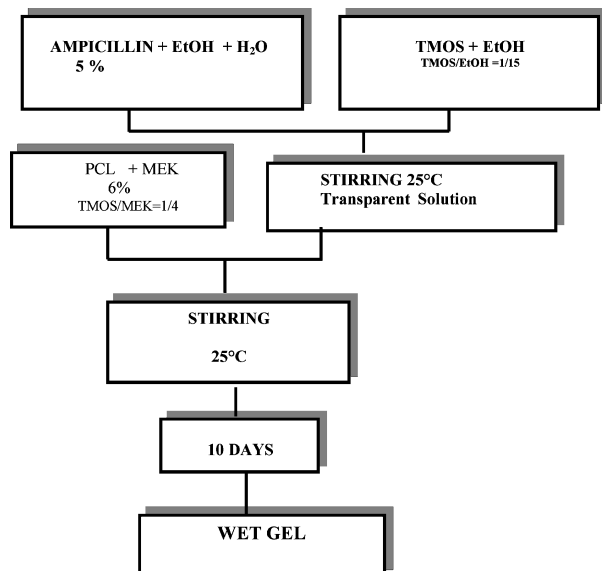 AMPICILLIN + EtOH + H₂O
5 %
TMOS + EtOH
TMOS/EtOH =1/15
PCL + MEK
6%
TMOS/MEK=1/4
STIRRING 25°C
Transparent Solution
STIRRING
25°C
10 DAYS
WET GEL